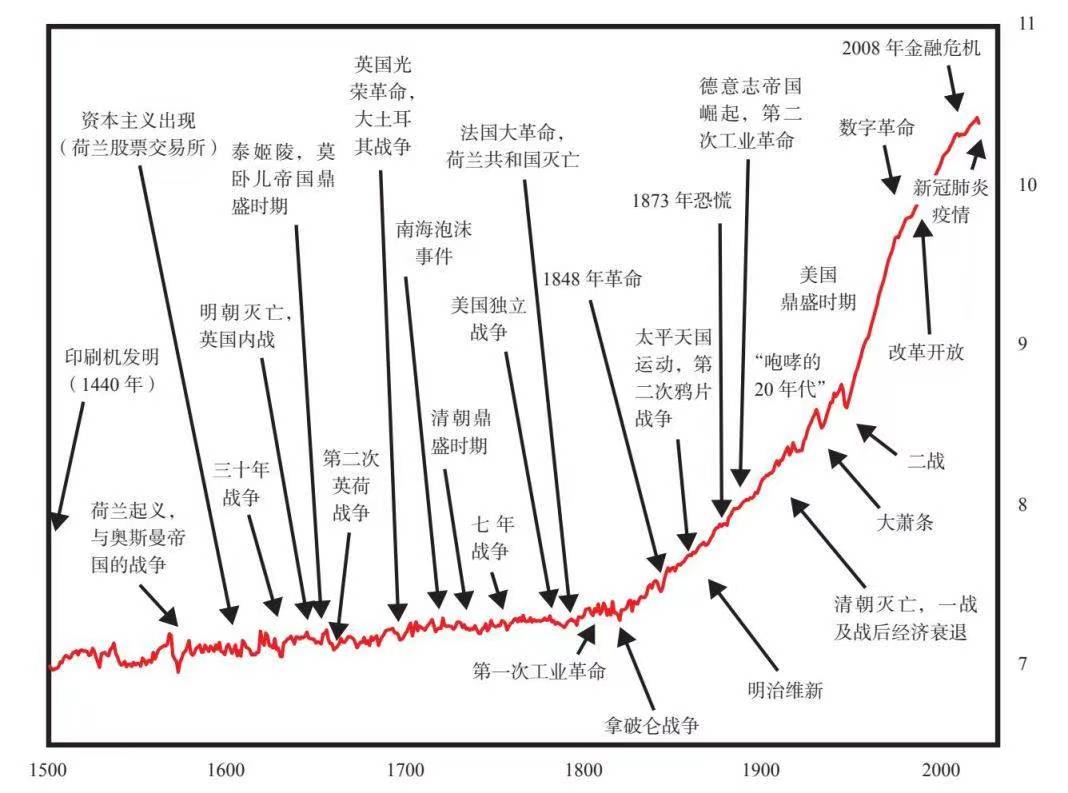 11
2008 年金融危机
英国光
荣革命，
大土耳
其战争
德意志帝国
崛起，第二
次工业革命
资本主义出现
（荷兰股票交易所）
数字革命
法国大革命，
荷兰共和国灭亡
泰姬陵，莫
卧儿帝国鼎
盛时期
10
新冠肺炎
疫情
1873 年恐慌
南海泡沫
事件
1848 年革命
美国
鼎盛时期
美国独立
战争
明朝灭亡，
英国内战
太平天国
运动，第
二次鸦片
战争
9
改革开放
印刷机发明
（1440 年）
“咆哮的
20 年代”
清朝鼎
盛时期
二战
第二次
英荷
战争
三十年
战争
8
荷兰起义，
与奥斯曼帝
国的战争
七 年
战争
大萧条
清朝灭亡，一战
及战后经济衰退
7
第一次工业革命
明治维新
拿破仑战争
1500
1600
1700
1800
1900
2000